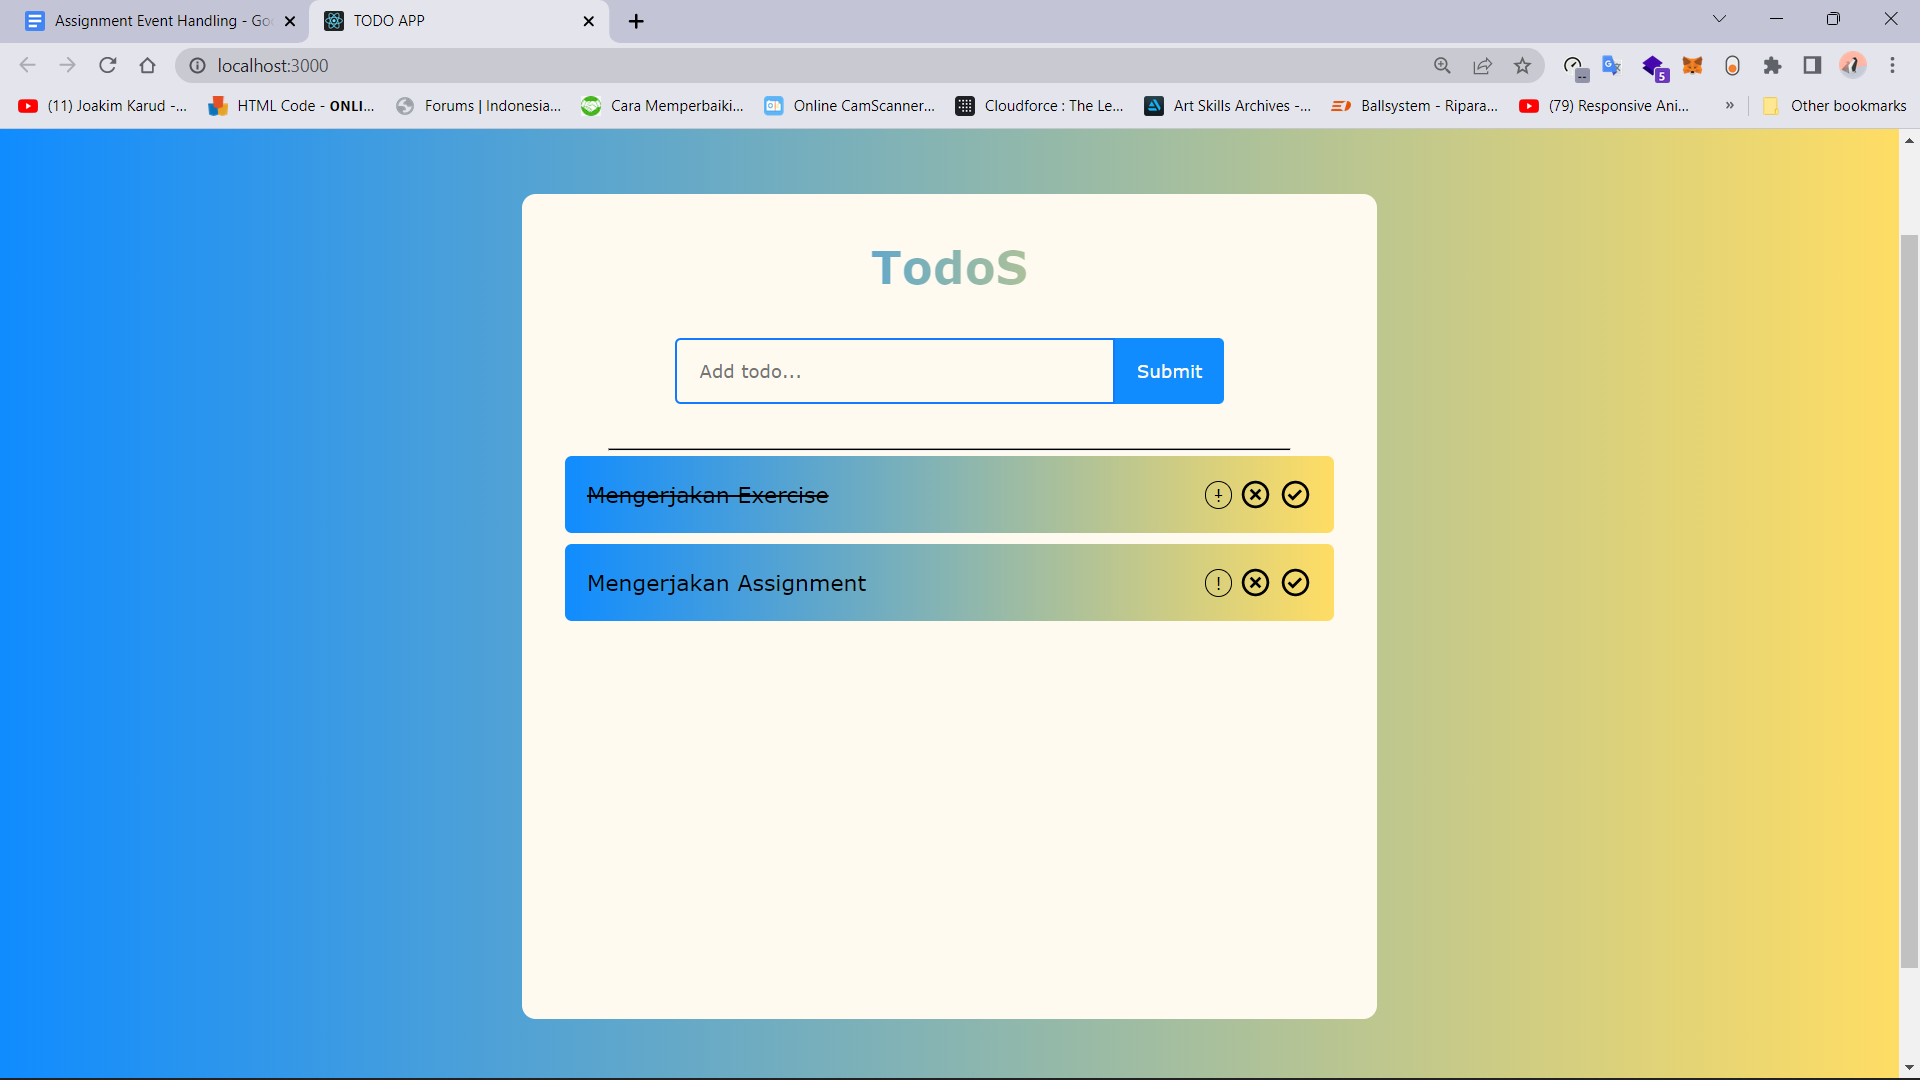 Assignment Event Handling - Goo
TODO APP
localhost:3000
5
(11) Joakim Karud -...
HTML Code - ONLI...
Forums | Indonesia...
Cara Memperbaiki...
Online CamScanner...
Cloudforce : The Le...
Art Skills Archives -...
Ballsystem - Ripara...
(79) Responsive Ani...
»
Other bookmarks
TodoS
Add todo...
Submit
Mengerjakan Exercise
Mengerjakan Assignment